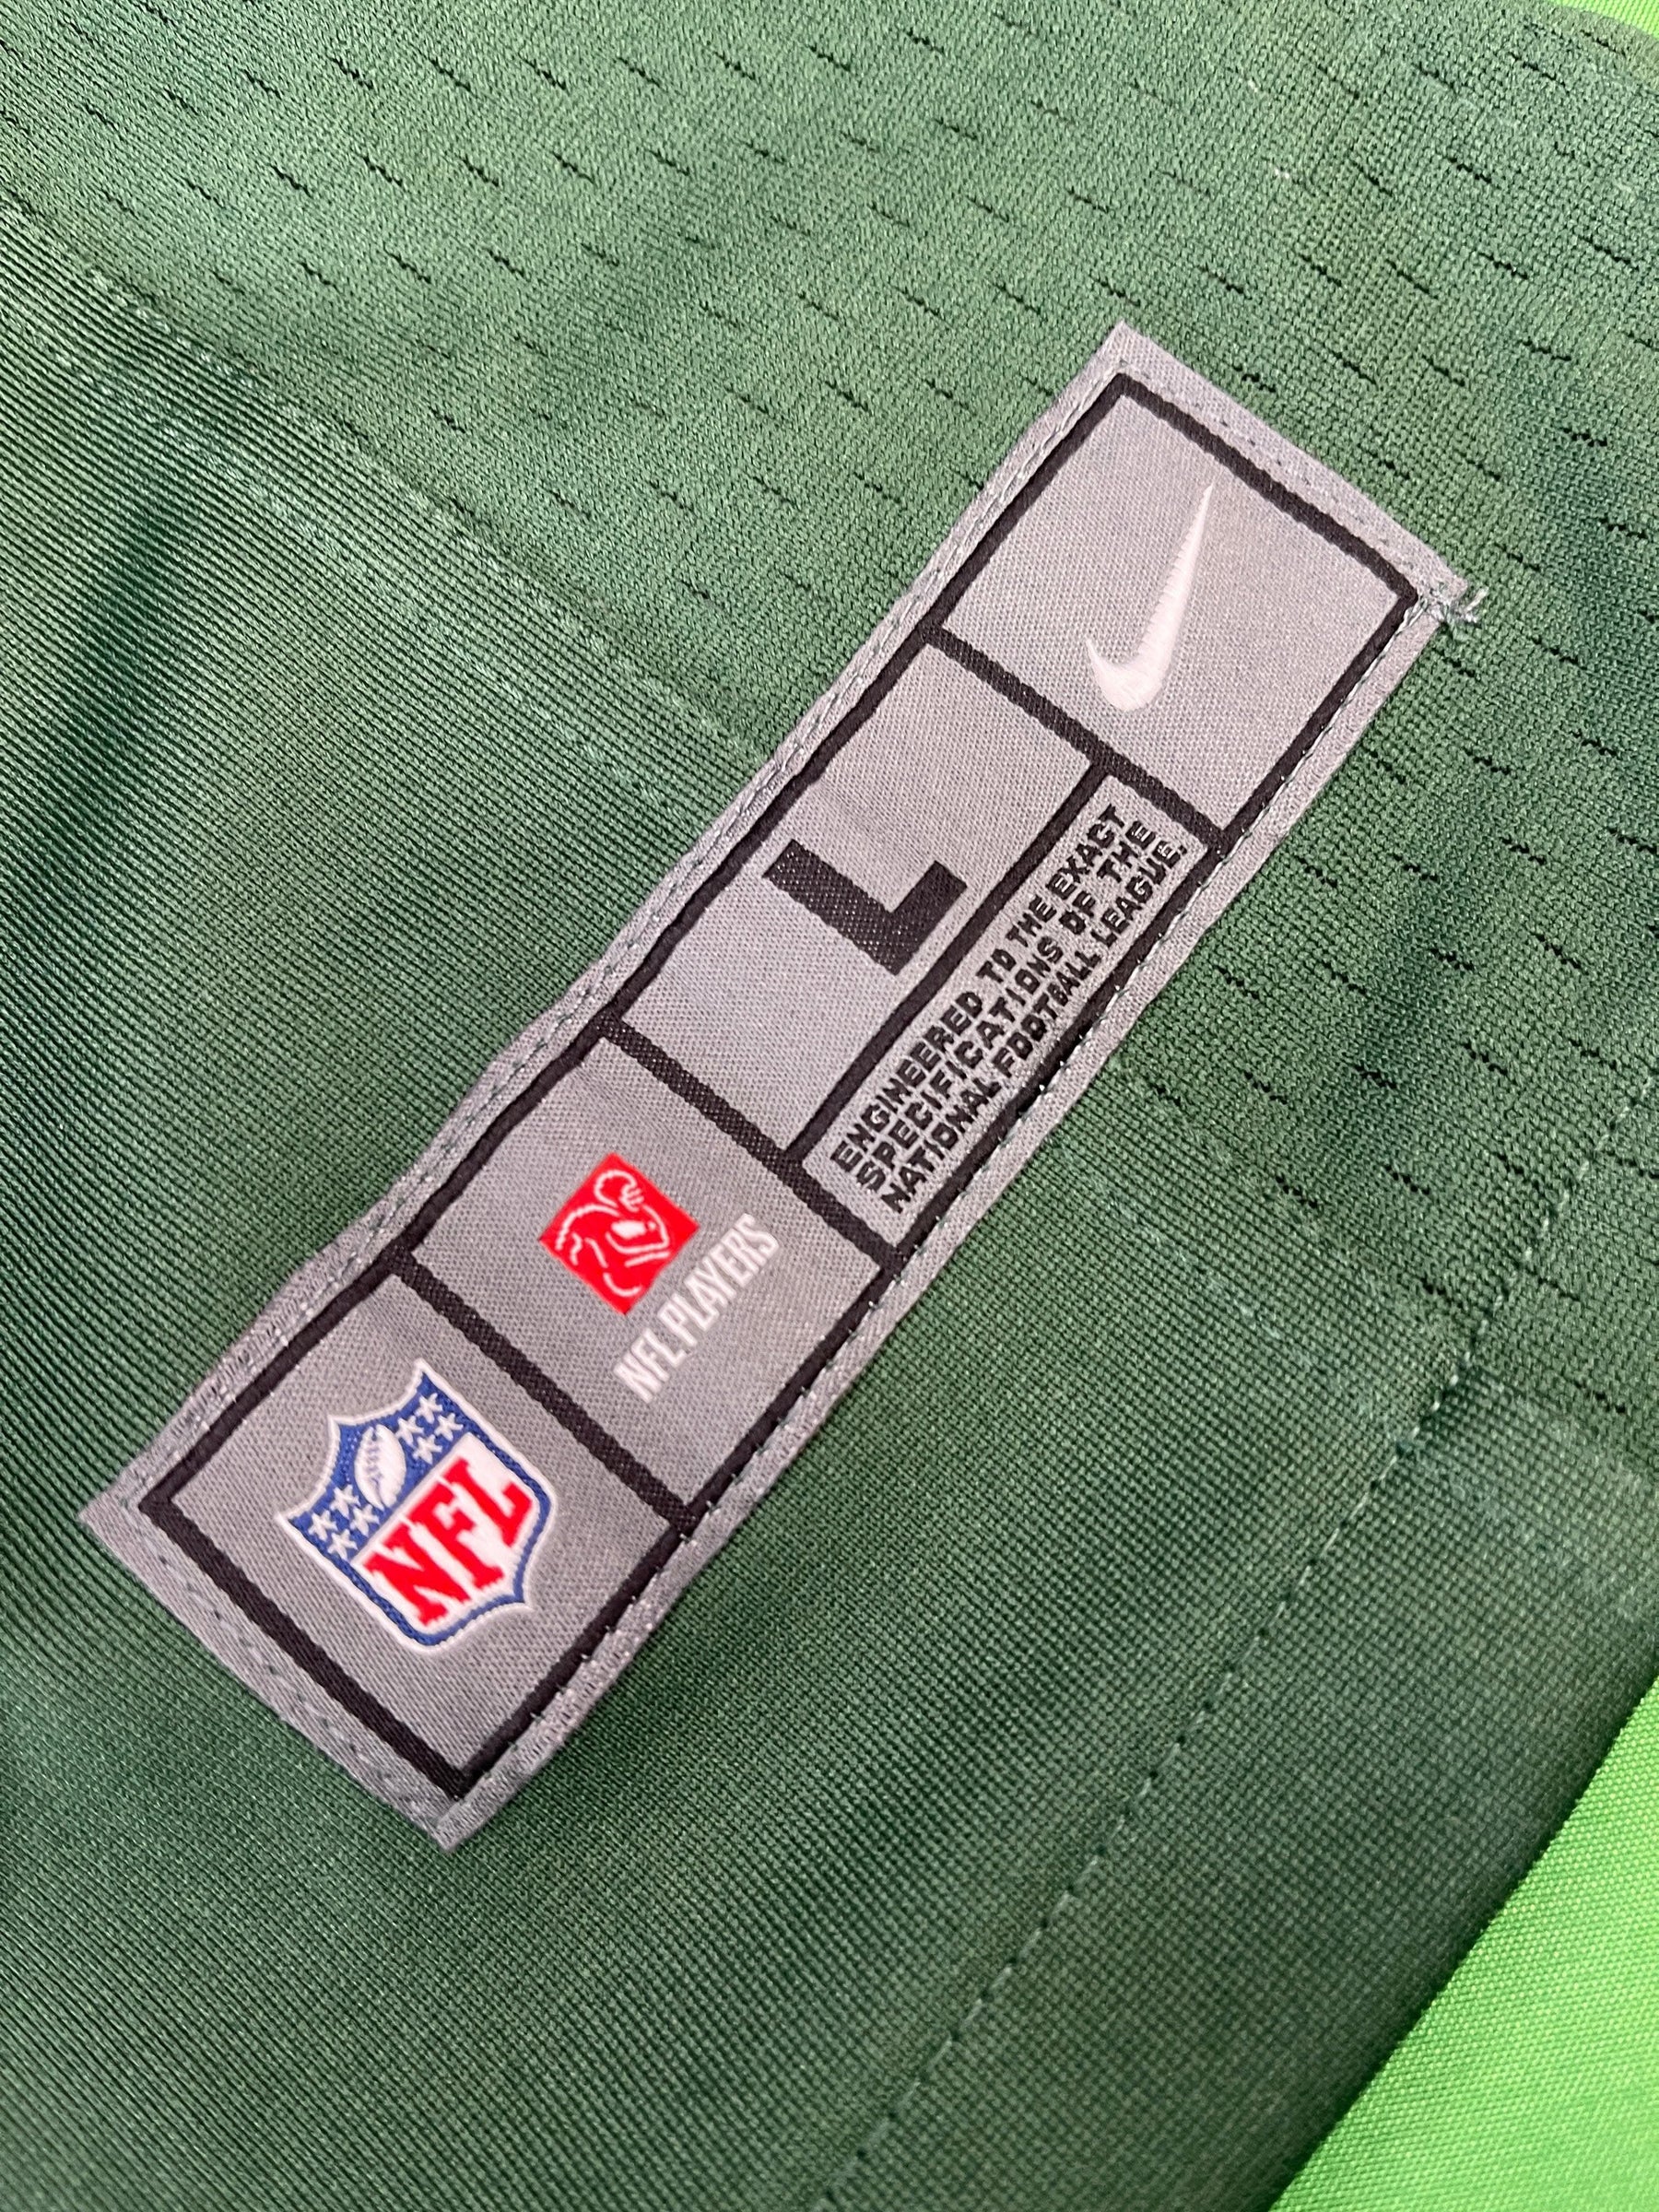 NFL
NFL PLAYERS
L
ENGINEERED TO THE EXACT
SPECIFICATIONS OF THE
NATIONAL FOOTBALL LEAGUE.